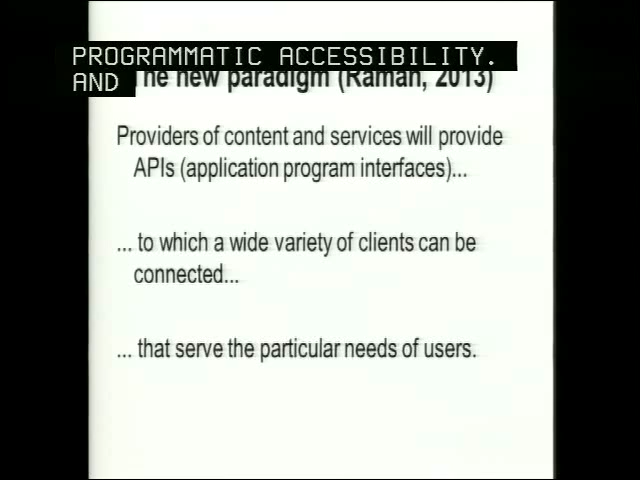 PROGRAMMATIC ACCESSIBILITY.
AND
The new paradigm (Raman, 2013)
Providers of content and services will provide
APIs (application program interfaces)...
... to which a wide variety of clients can be
connected...
... that serve the particular needs of users.